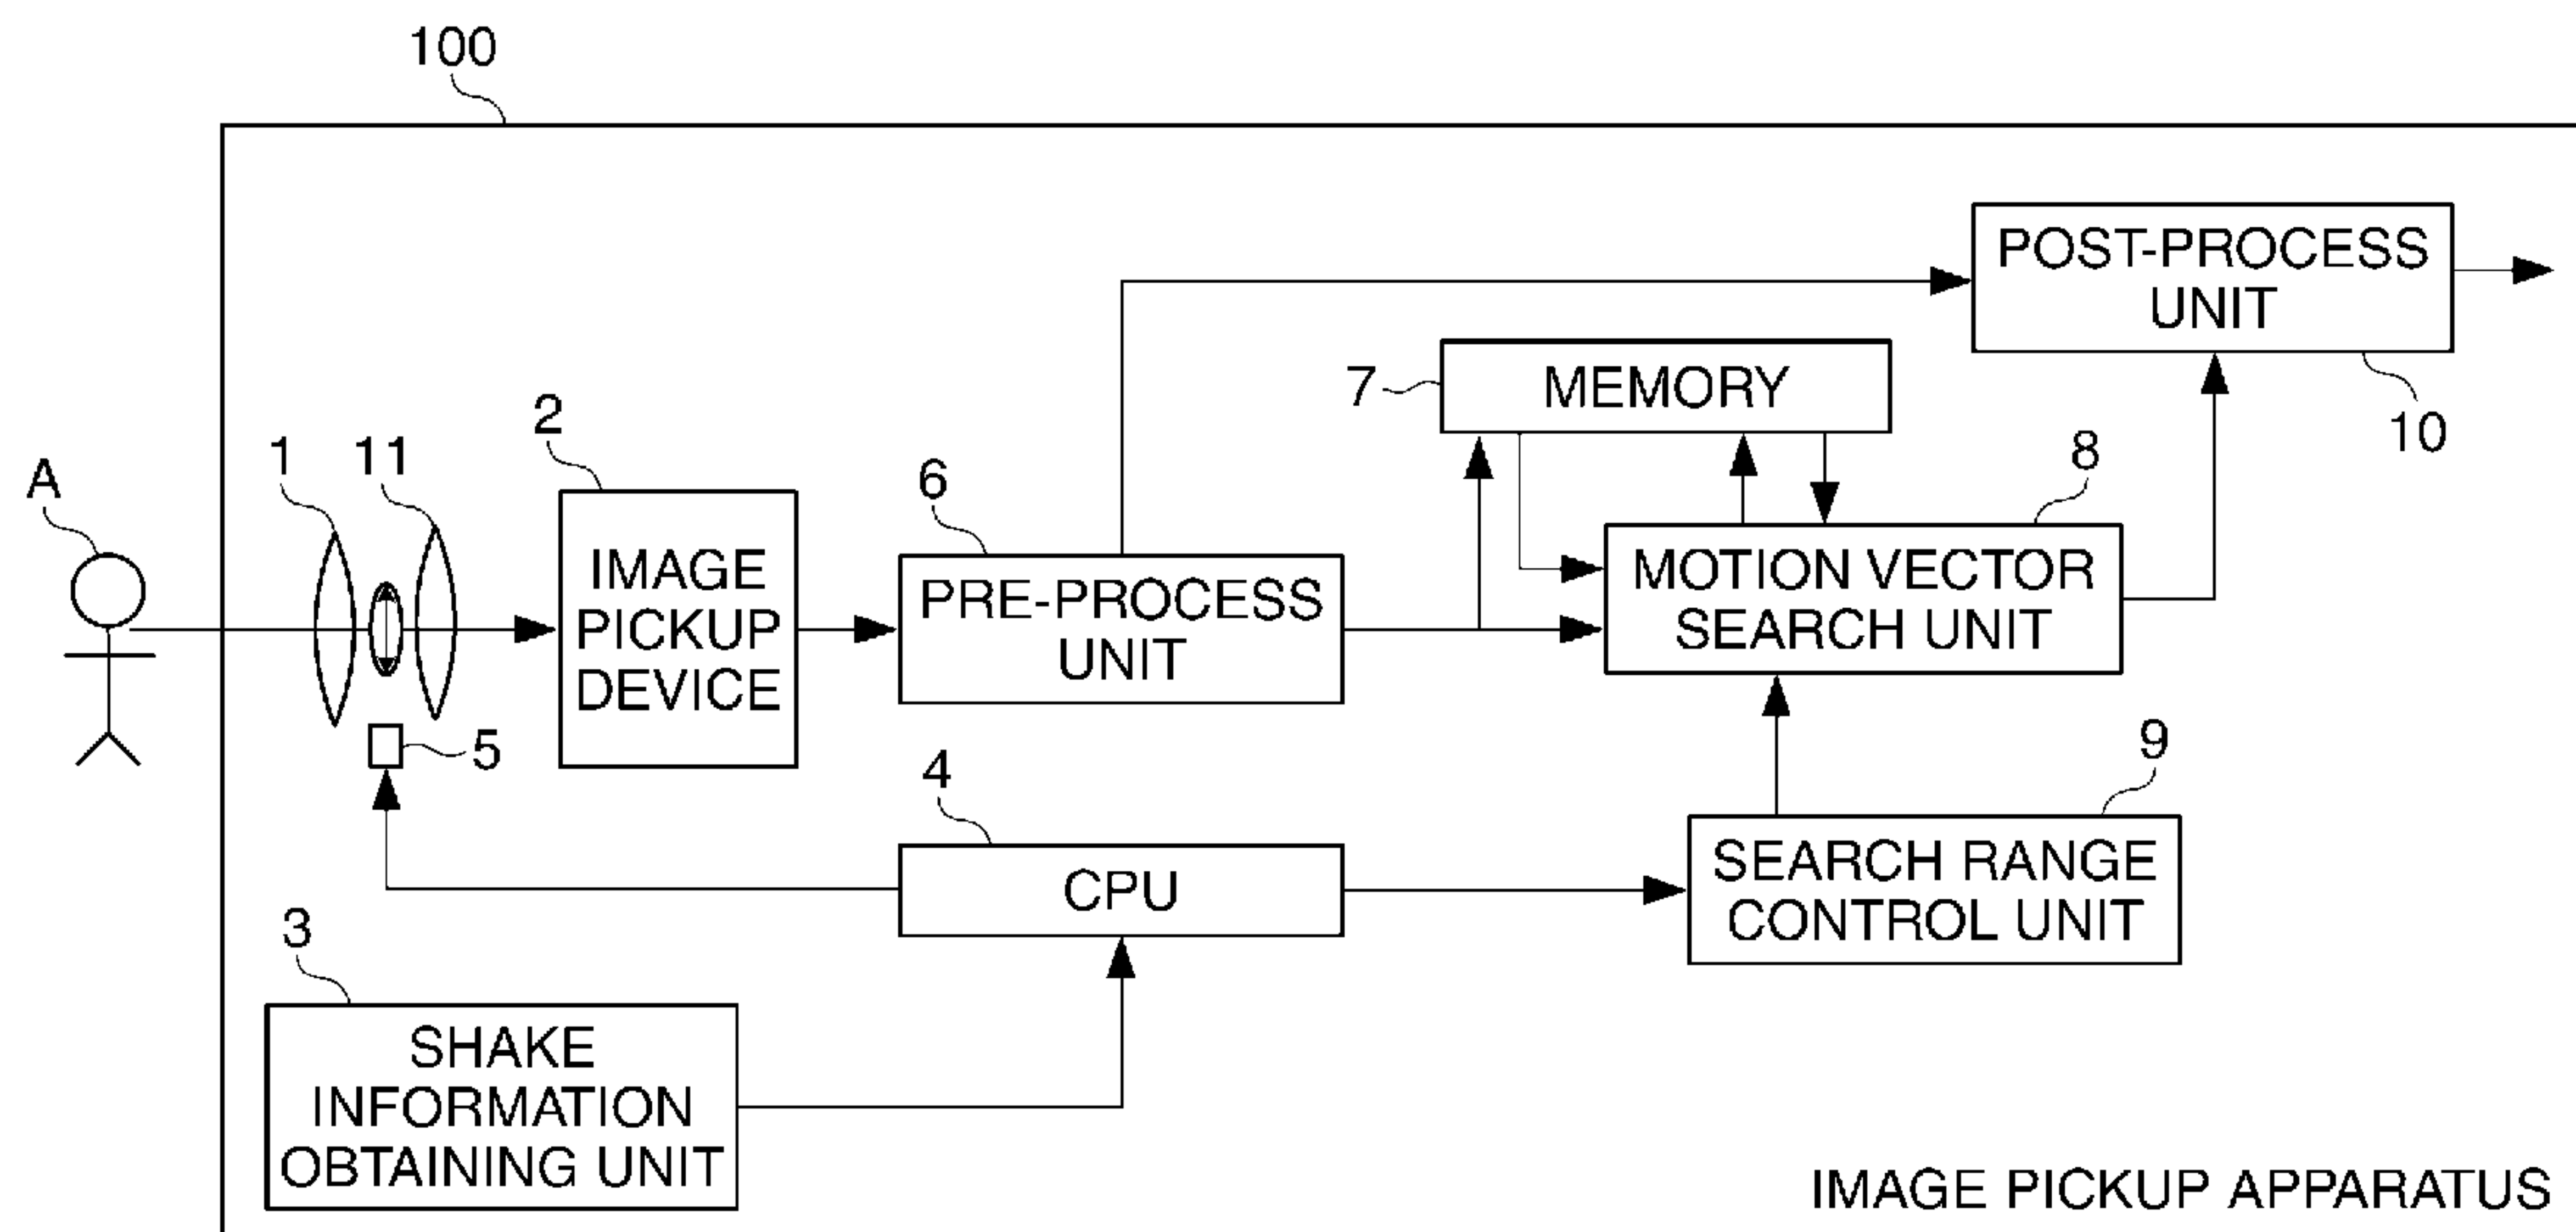 100
POST-PROCESS
UNIT
10
7
MEMORY
8
MOTION VECTOR
SEARCH UNIT
A
1
11
2
IMAGE
PICKUP
DEVICE
6
PRE-PROCESS
UNIT
5
4
CPU
9
SEARCH RANGE
CONTROL UNIT
3
SHAKE
INFORMATION
OBTAINING UNIT
IMAGE PICKUP APPARATUS